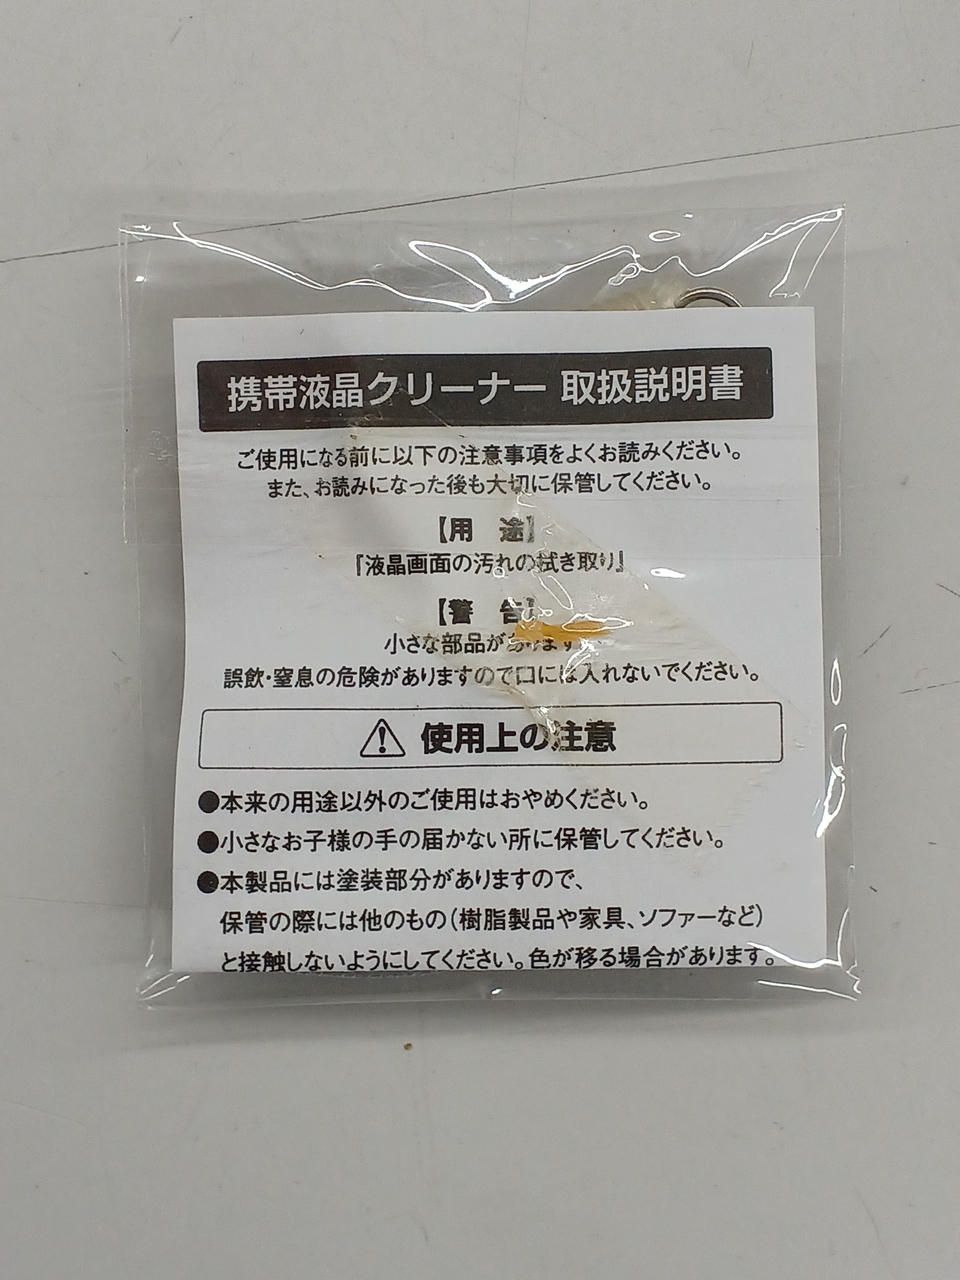 携帯液晶クリーナー 取扱説明書
ご使用になる前に以下の注意事項をよくお読みください。
また、お読みになった後も大切に保管してください。
【用 途】
『液晶画面の汚れの拭き取り』
【警 告】
小さな部品があります
誤飲・窒息の危険がありますので口には入れないでください。
使用上の注意
●本来の用途以外のご使用はおやめください。
●小さなお子様の手の届かない所に保管してください。
●本製品には塗装部分がありますので、
保管の際には他のもの(樹脂製品や家具、ソファーなど)
と接触しないようにしてください。色が移る場合があります。